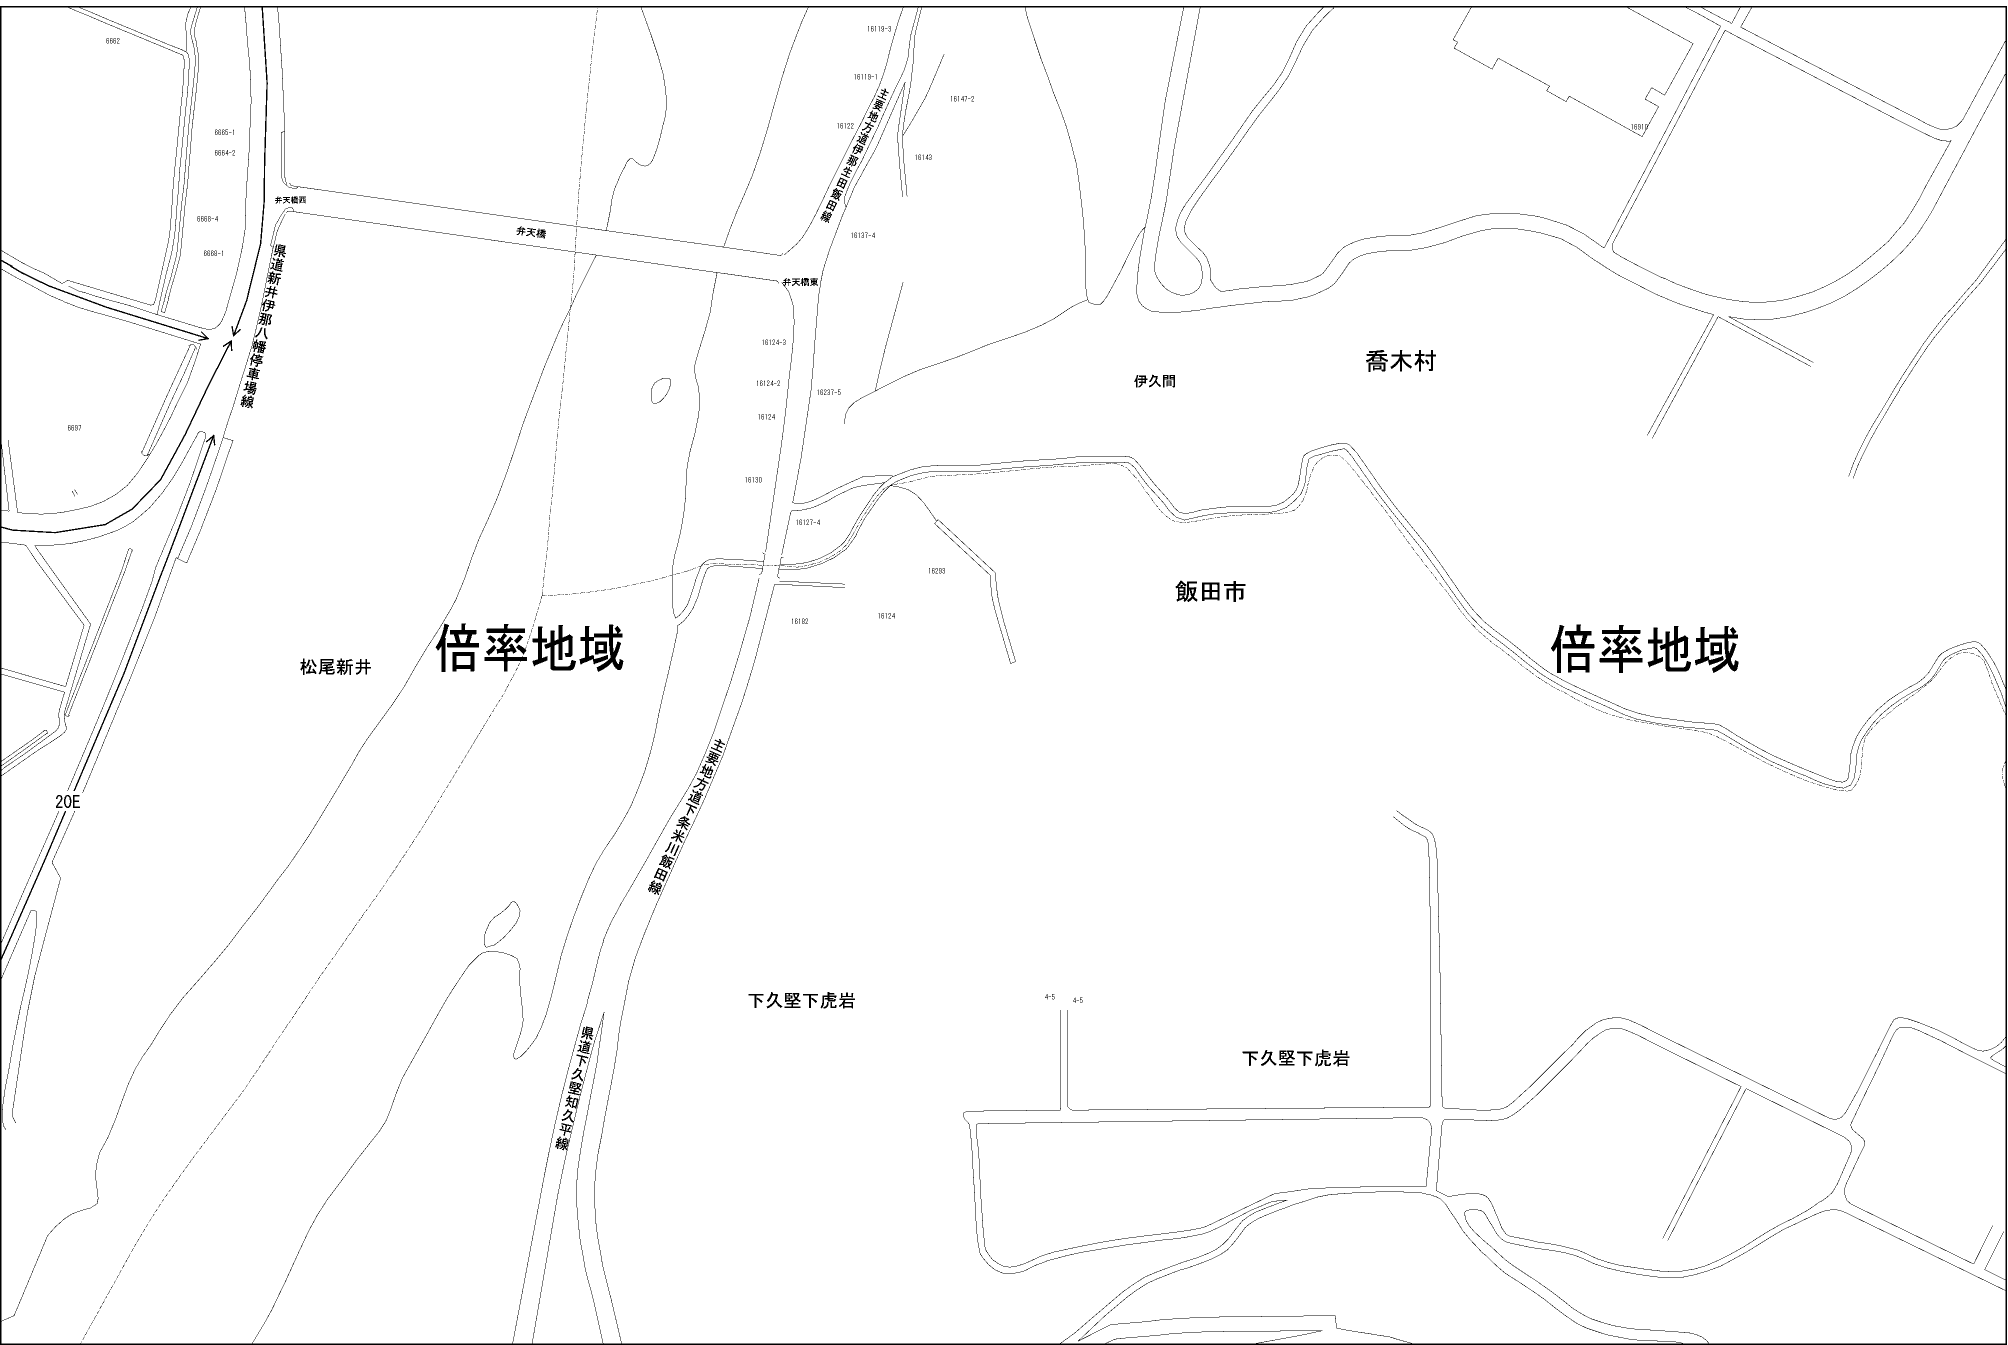 6662
16119-3
16119-1
16147-2
16122
主要地方道伊那生田飯田線
16910
6665-1
6664-2
16143
弁天橋西
6668-4
弁天橋
16137-4
6669-1
県道新井伊那八幡停車場線
弁天橋東
16124-3
喬木村
伊久間
16124-2
16237-5
16124
6697
16130
16127-4
16293
飯田市
16182
16124
倍率地域
倍率地域
松尾新井
主要地方道下条米川飯田線
20E
下久堅下虎岩
4-5
4-5
県道下久堅知久平線
下久堅下虎岩